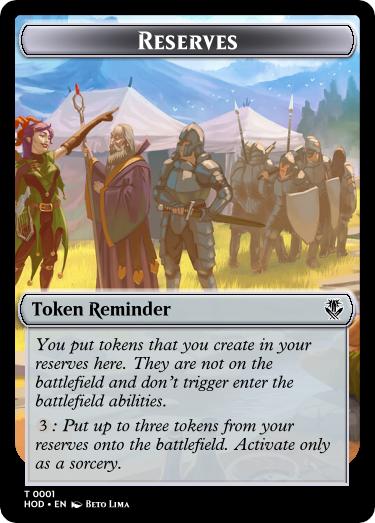 RESERVES
Token Reminder
You put tokens that you create in your
reserves here. They are not on the
battlefield and don't trigger enter the
battlefield abilities.
3 : Put up to three tokens from your
reserves onto the battlefield. Activate only
as a sorcery.
T 0001
HOD • EN BETO LIMA